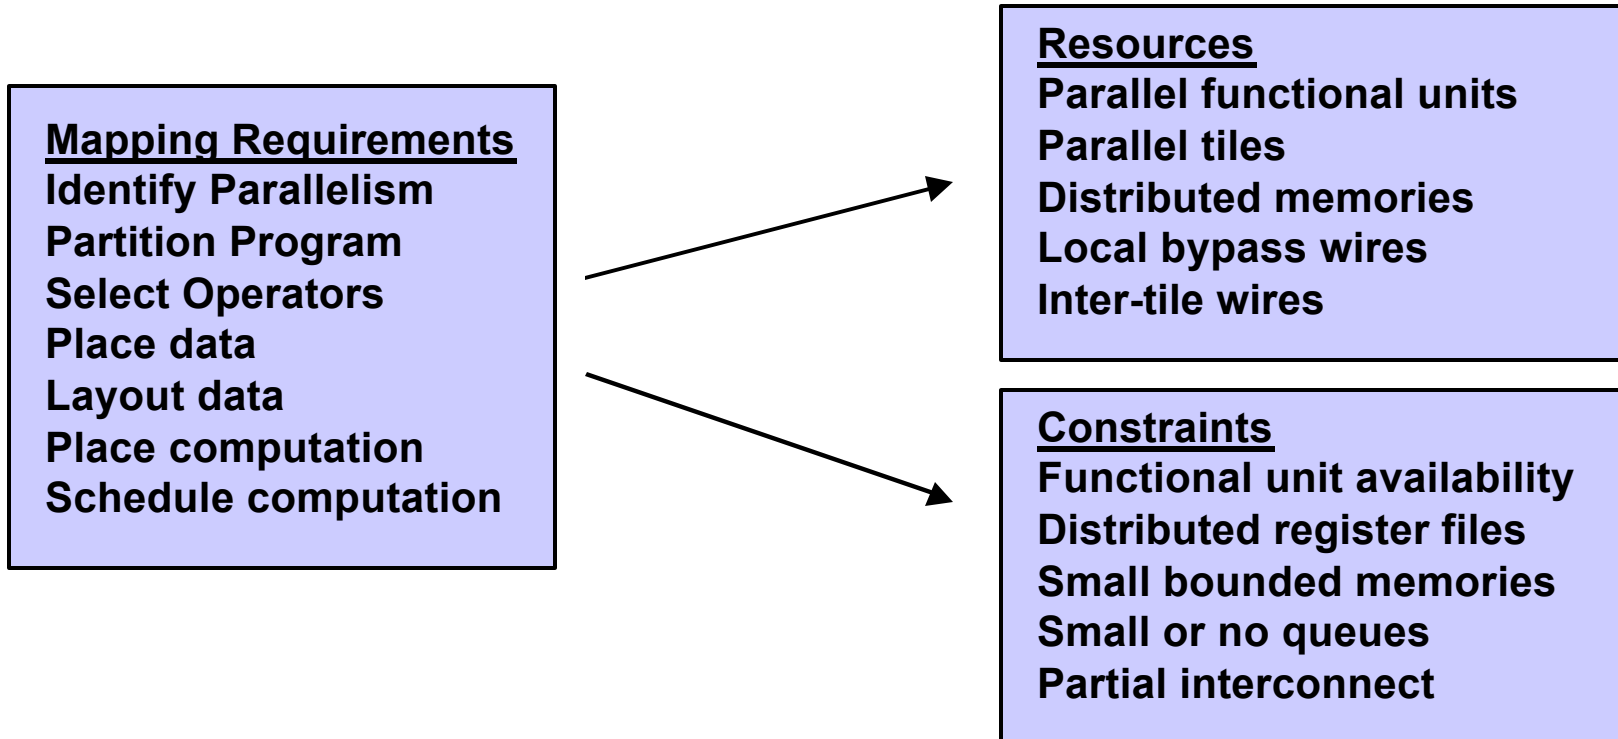 Mapping Requirements
Identify Parallelism
Partition Program
Select Operators
Place data
Layout data
Place computation
Schedule computation
Resources
Parallel functional units
Parallel tiles
Distributed memories
Local bypass wires
Inter-tile wires
Constraints
Functional unit availability
Distributed register files
Small bounded memories
Small or no queues
Partial interconnect